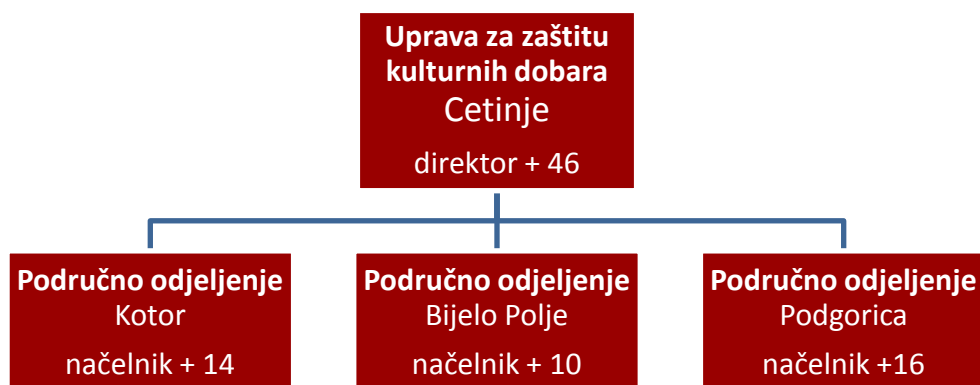 Uprava za zaštitu
kulturnih dobara
Cetinje
direktor + 46
Područno odjeljenje
Kotor
načelnik + 14
Područno odjeljenje
Bijelo Polje
načelnik + 10
Područno odjeljenje
Podgorica
načelnik +16